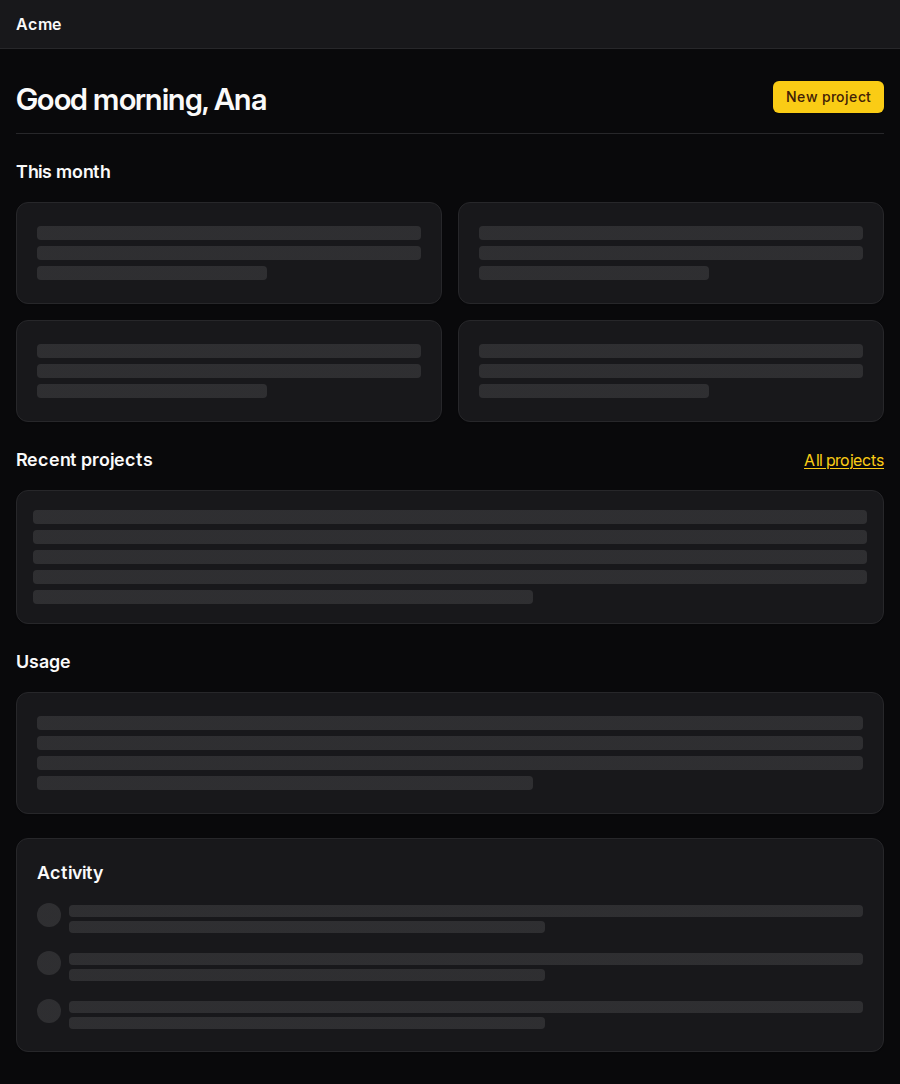 Acme
Good morning, Ana
New project
This month
Recent projects
All projects
Usage
Activity